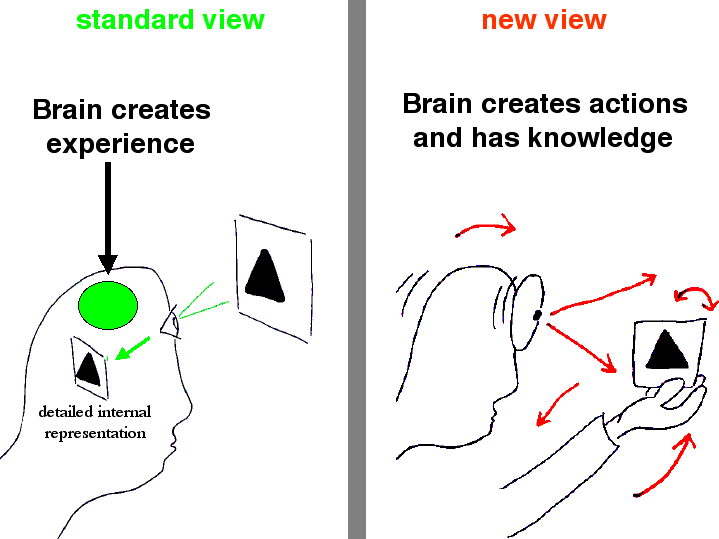 standard view
Brain creates
experience
detailed internal
representation
new view
Brain creates actions
and has knowledge